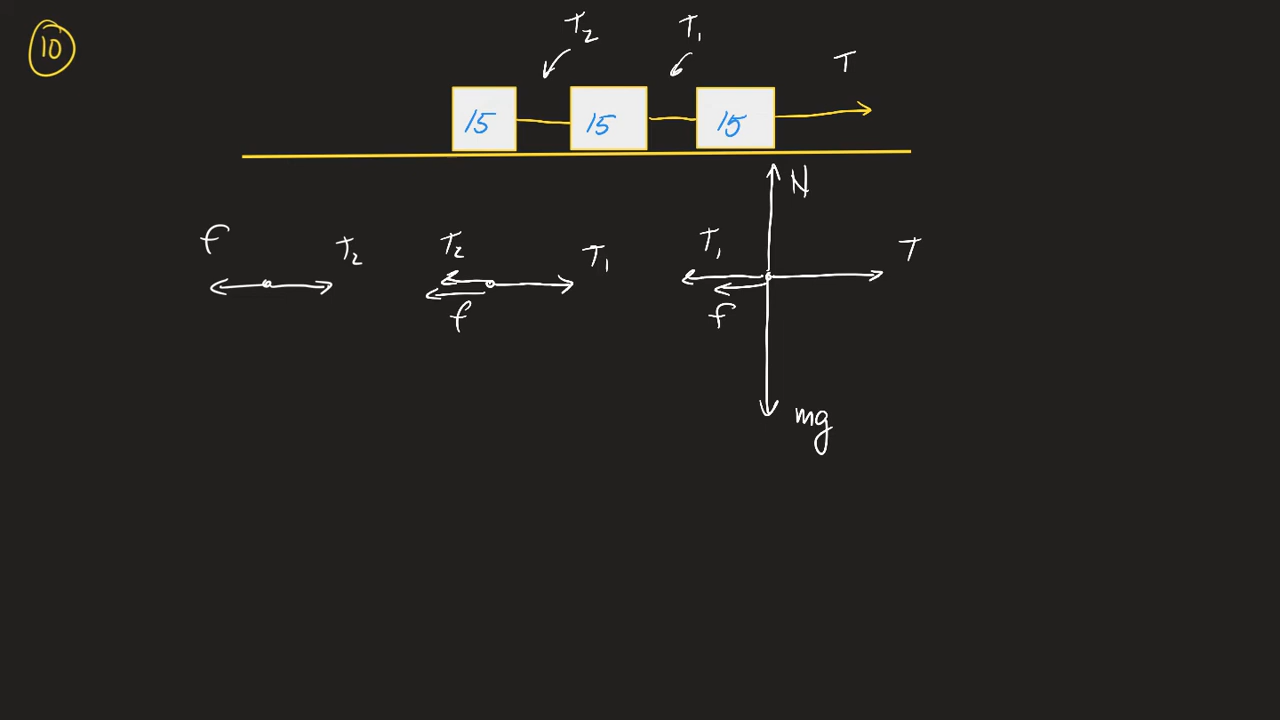 10
T₂ T₁ T
15 15 15
N
f T₂ T₂ T₁ T₁ T
f f
mg